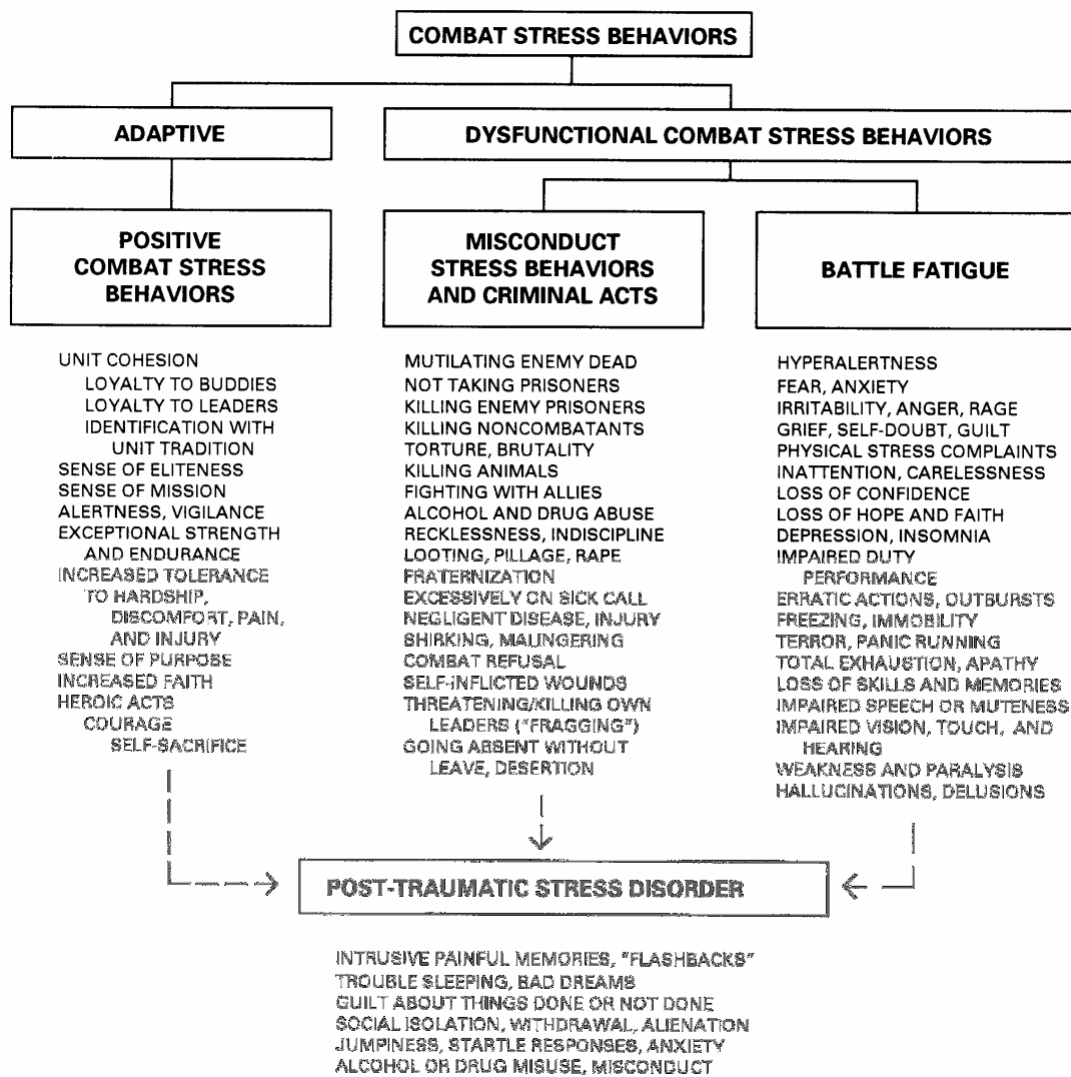 COMBAT STRESS BEHAVIORS
ADAPTIVE
DYSFUNCTIONAL COMBAT STRESS BEHAVIORS
POSITIVE
COMBAT STRESS
BEHAVIORS
MISCONDUCT
STRESS BEHAVIORS
AND CRIMINAL ACTS
BATTLE FATIGUE
UNIT COHESION
LOYALTY TO BUDDIES
LOYALTY TO LEADERS
IDENTIFICATION WITH
UNIT TRADITION
SENSE OF ELITENESS
SENSE OF MISSION
ALERTNESS, VIGILANCE
EXCEPTIONAL STRENGTH
AND ENDURANCE
INCREASED TOLERANCE
TO HARDSHIP,
DISCOMFORT, PAIN,
AND INJURY
SENSE OF PURPOSE
INCREASED FAITH
HEROIC ACTS
COURAGE
SELF-SACRIFICE
MUTILATING ENEMY DEAD
NOT TAKING PRISONERS
KILLING ENEMY PRISONERS
KILLING NONCOMBATANTS
TORTURE, BRUTALITY
KILLING ANIMALS
FIGHTING WITH ALLIES
ALCOHOL AND DRUG ABUSE
RECKLESSNESS, INDISCIPLINE
LOOTING, PILLAGE, RAPE
FRATERNIZATION
EXCESSIVELY ON SICK CALL
NEGLIGENT DISEASE, INJURY
SHIRKING, MALINGERING
COMBAT REFUSAL
SELF-INFLICTED WOUNDS
THREATENING/KILLING OWN
LEADERS ("FRAGGING")
GOING ABSENT WITHOUT
LEAVE, DESERTION
HYPERALERTNESS
FEAR, ANXIETY
IRRITABILITY, ANGER, RAGE
GRIEF, SELF-DOUBT, GUILT
PHYSICAL STRESS COMPLAINTS
INATTENTION, CARELESSNESS
LOSS OF CONFIDENCE
LOSS OF HOPE AND FAITH
DEPRESSION, INSOMNIA
IMPAIRED DUTY
PERFORMANCE
ERRATIC ACTIONS, OUTBURSTS
FREEZING, IMMOBILITY
TERROR, PANIC RUNNING
TOTAL EXHAUSTION, APATHY
LOSS OF SKILLS AND MEMORIES
IMPAIRED SPEECH OR MUTENESS
IMPAIRED VISION, TOUCH, AND
HEARING
WEAKNESS AND PARALYSIS
HALLUCINATIONS, DELUSIONS
POST-TRAUMATIC STRESS DISORDER
INTRUSIVE PAINFUL MEMORIES, "FLASHBACKS"
TROUBLE SLEEPING, BAD DREAMS
GUILT ABOUT THINGS DONE OR NOT DONE
SOCIAL ISOLATION, WITHDRAWAL, ALIENATION
JUMPINESS, STARTLE RESPONSES, ANXIETY
ALCOHOL OR DRUG MISUSE, MISCONDUCT